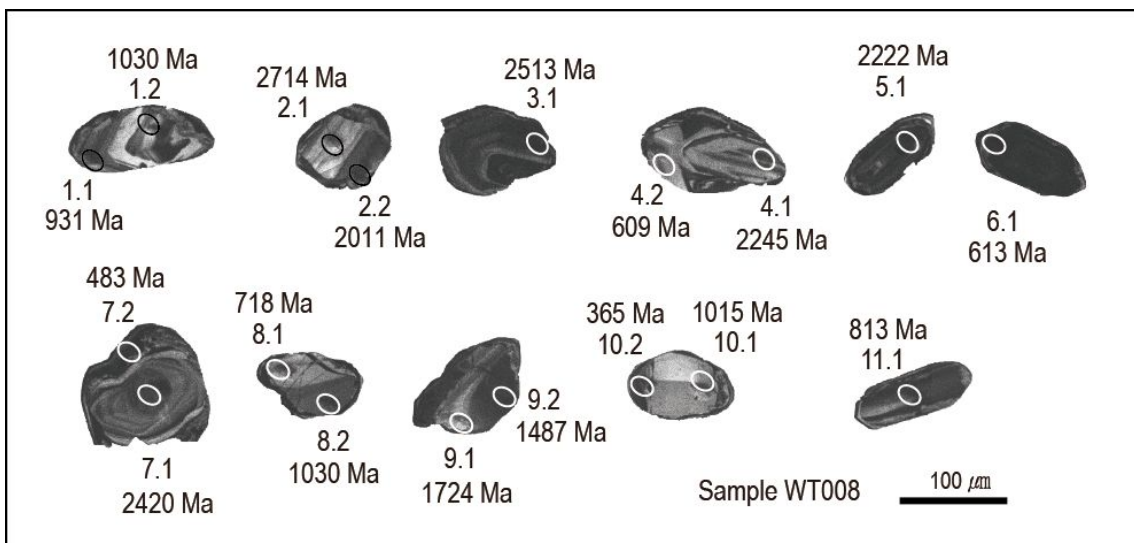 1030 Ma
1.2
1.1
931 Ma
2714 Ma
2.1
2.2
2011 Ma
2513 Ma
3.1
4.2
609 Ma
4.1
2245 Ma
2222 Ma
5.1
6.1
613 Ma
483 Ma
7.2
7.1
2420 Ma
718 Ma
8.1
8.2
1030 Ma
9.2
1487 Ma
9.1
1724 Ma
365 Ma
10.2
1015 Ma
10.1
813 Ma
11.1
Sample WT008
100 ㎛